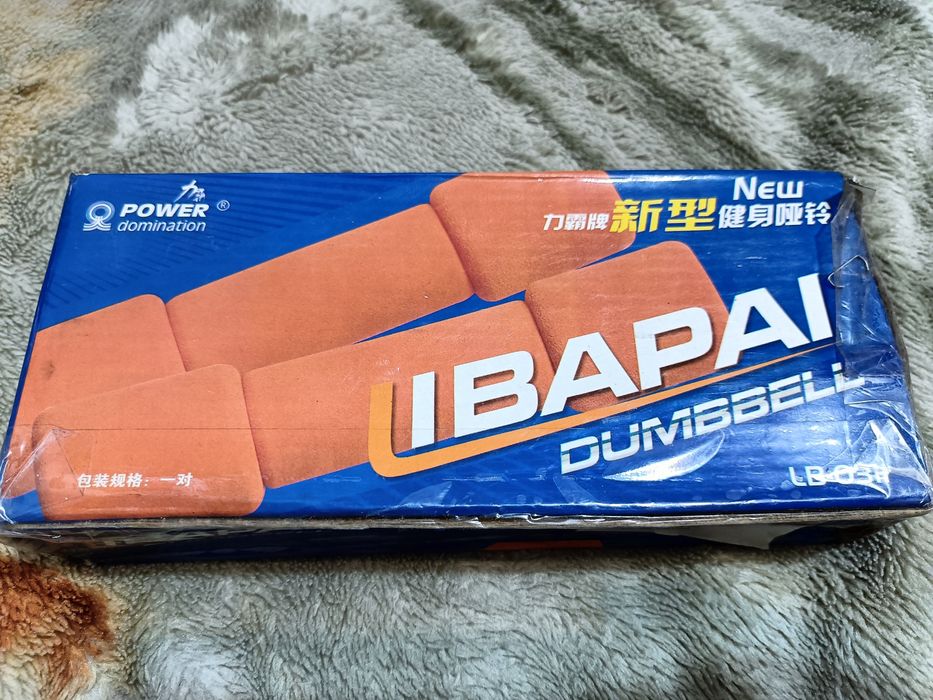 力霸
POWER ®
domination
New
力霸牌新型健身哑铃
LIBAPAI
DUMBBELL
包装规格：一对